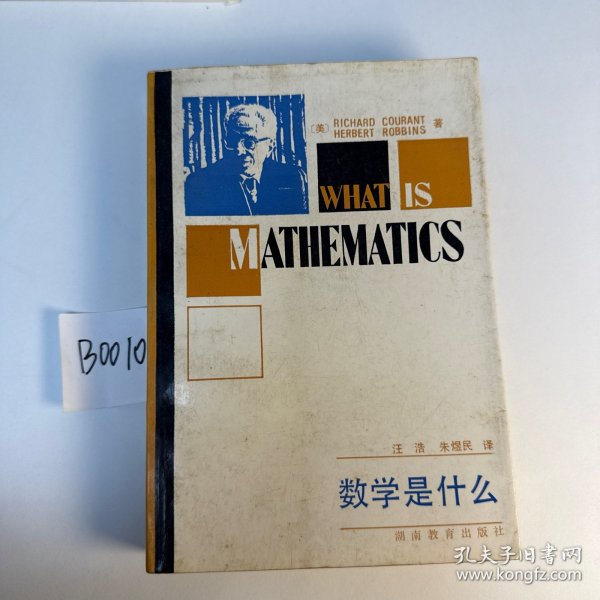 [美] RICHARD COURANT 著
HERBERT ROBBINS
WHAT IS
MATHEMATICS
B0010
汪浩 朱煜民 译
数学是什么
湖南教育出版社
孔夫子旧书网
www.kongfz.com